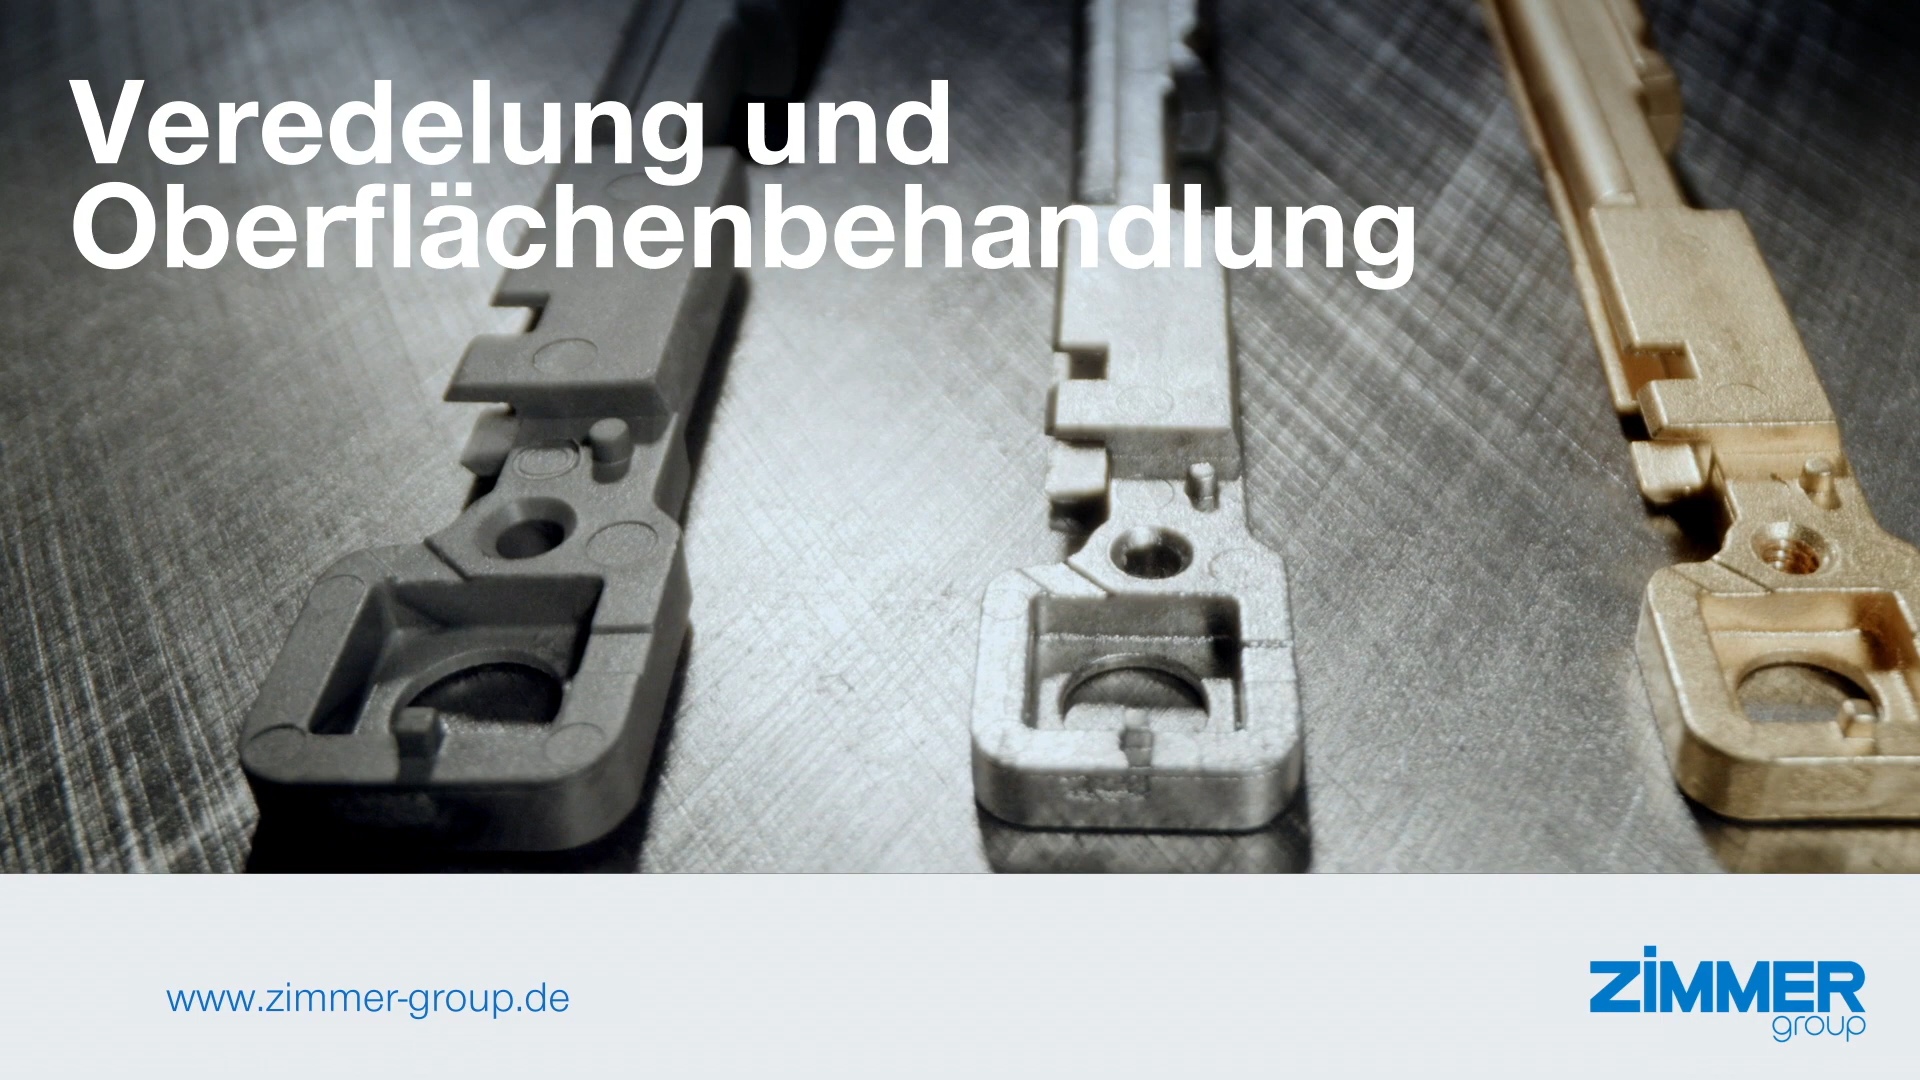 Veredelung und
Oberflächenbehandlung
www.zimmer-group.de
ZIMMER
group